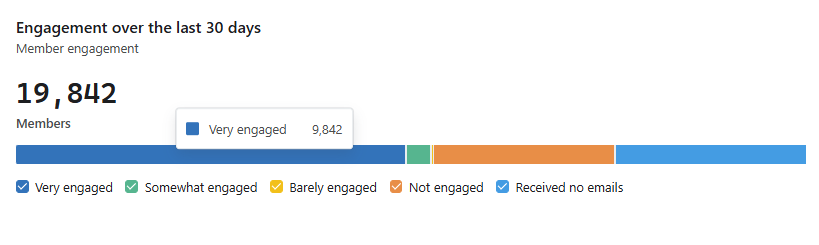 Engagement over the last 30 days
Member engagement
19,842
Members
Very engaged 9,842
Very engaged Somewhat engaged Barely engaged Not engaged Received no emails